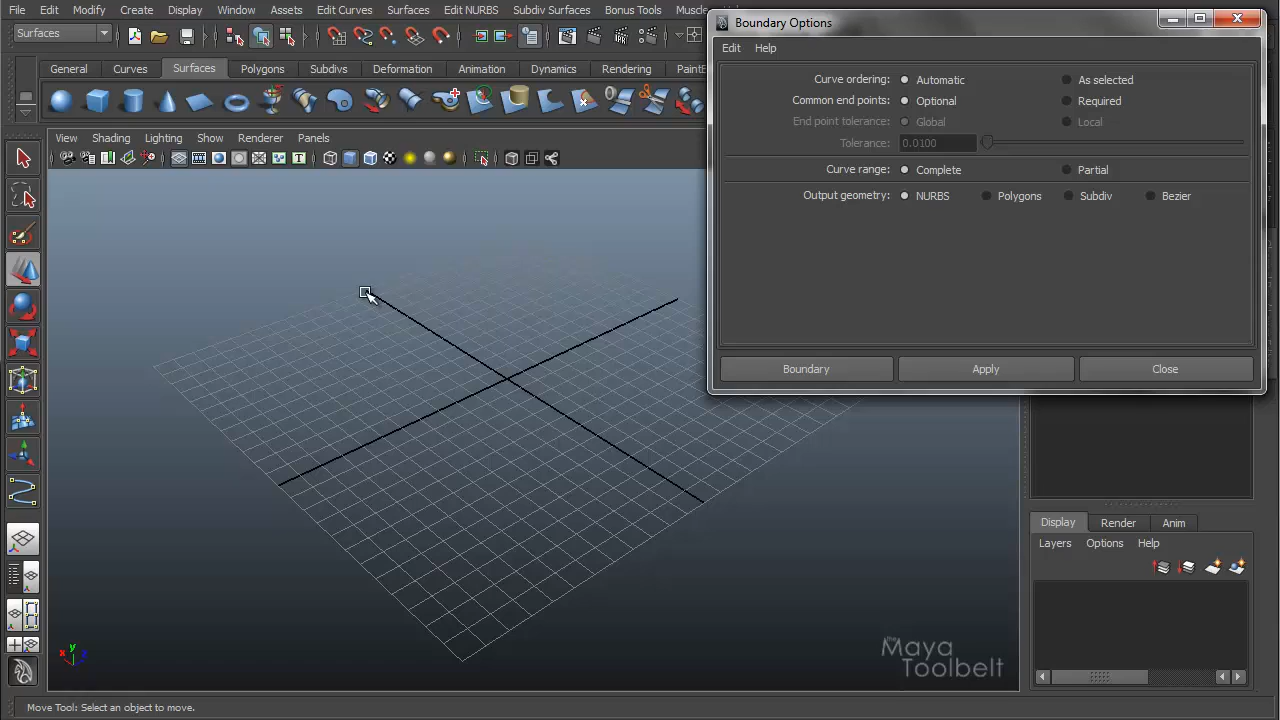 File Edit Modify Create Display Window Assets Edit Curves Surfaces Edit NURBS Subdiv Surfaces Bonus Tools Muscle
Boundary Options
Surfaces
Edit Help
General Curves Surfaces Polygons Subdivs Deformation Animation Dynamics Rendering PaintE
Curve ordering: Automatic As selected
Common end points: Optional Required
End point tolerance: Global Local
Tolerance: 0.0100
View Shading Lighting Show Renderer Panels
Curve range: Complete Partial
Output geometry: NURBS Polygons Subdiv Bezier
Boundary Apply Close
Display Render Anim
Layers Options Help
the
Maya
Toolbelt
x y
Move Tool: Select an object to move.